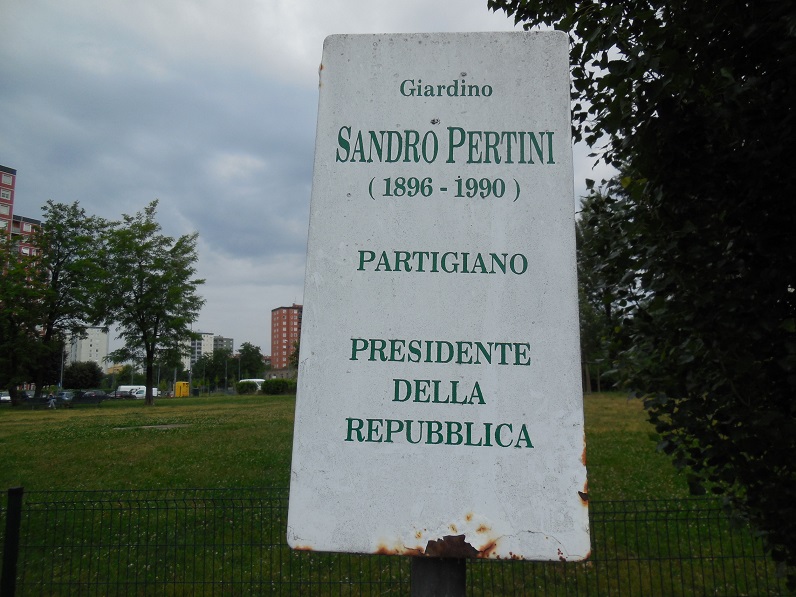 Giardino
SANDRO PERTINI
( 1896 - 1990 )
PARTIGIANO
PRESIDENTE
DELLA
REPUBBLICA